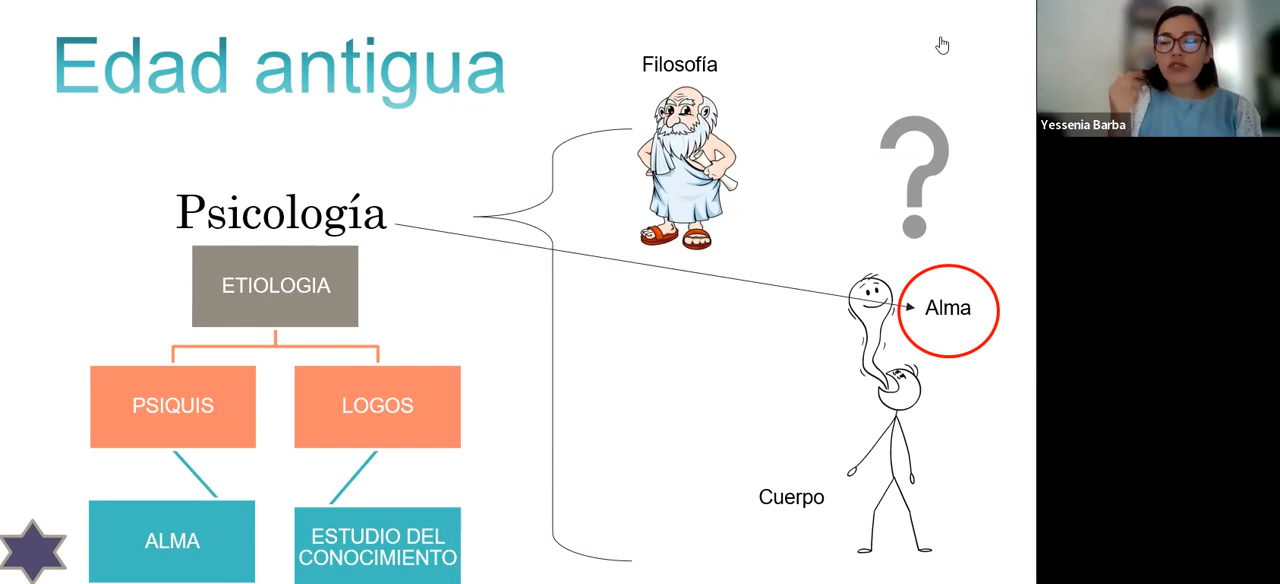 Edad antigua
Filosofía
Yessenia Barba
Psicología
ETIOLOGIA
Alma
PSIQUIS
LOGOS
Cuerpo
ALMA
ESTUDIO DEL
CONOCIMIENTO
?